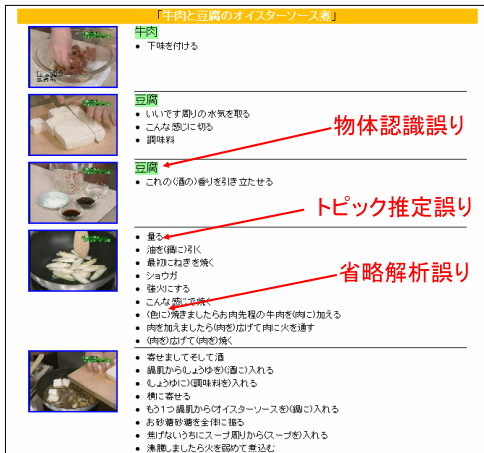 「牛肉と豆腐のオイスターソース煮」
牛肉
● 下味を付ける
豆腐
● いいです周りの水気を取る
● こんな感じに切る
● 調味料
物体認識誤り
豆腐
● これの(酒の)香りを引き立たせる
トピック推定誤り
● 量る
● 油を(鍋に)引く
● 最初にねぎを焼く
● ショウガ
● 強火にする
● こんな感じで焼く
省略解析誤り
● (色に)焼きましたらお肉先程の牛肉を(肉に)加える
● 肉を加えましたら(肉を)広げて肉に火を通す
● (肉を)広げて(肉を)焼く
● 寄せましてそして酒
● 鍋肌から(しょうゆを)(酒に)入れる
● (しょうゆに)(調味料を)入れる
● 横に寄せる
● もう1つ鍋肌から(オイスターソースを)(鍋に)入れる
● お砂糖砂糖を全体に振る
● 焦げないうちにスープ周りから(スープを)入れる
● 沸騰しましたら火を弱めて煮込む